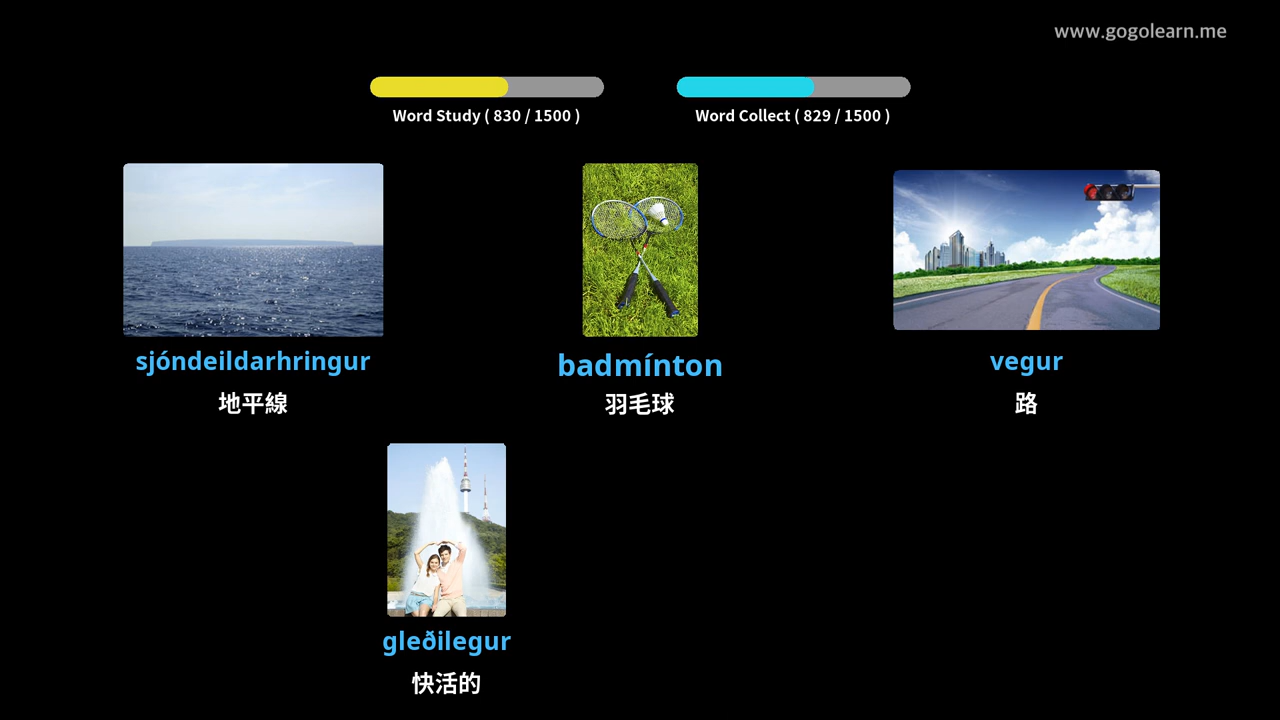 www.gogolearn.me
Word Study ( 830 / 1500 )
Word Collect ( 829 / 1500 )
sjóndeildarhringur
地平線
badmínton
羽毛球
vegur
路
gleðilegur
快活的